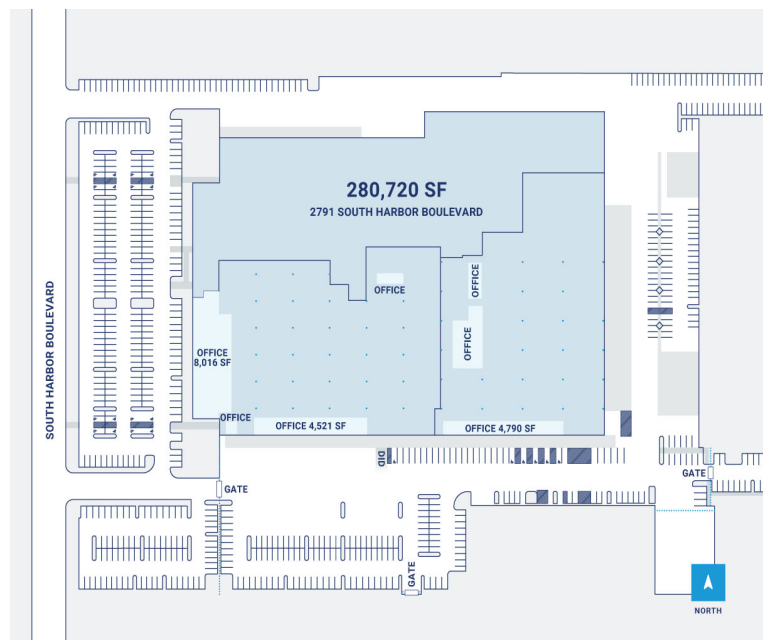 280,720 SF
2791 SOUTH HARBOR BOULEVARD
SOUTH HARBOR BOULEVARD
OFFICE
OFFICE
OFFICE
OFFICE
8,016 SF
OFFICE
OFFICE 4,521 SF
OFFICE 4,790 SF
DID
GATE
GATE
GATE
NORTH